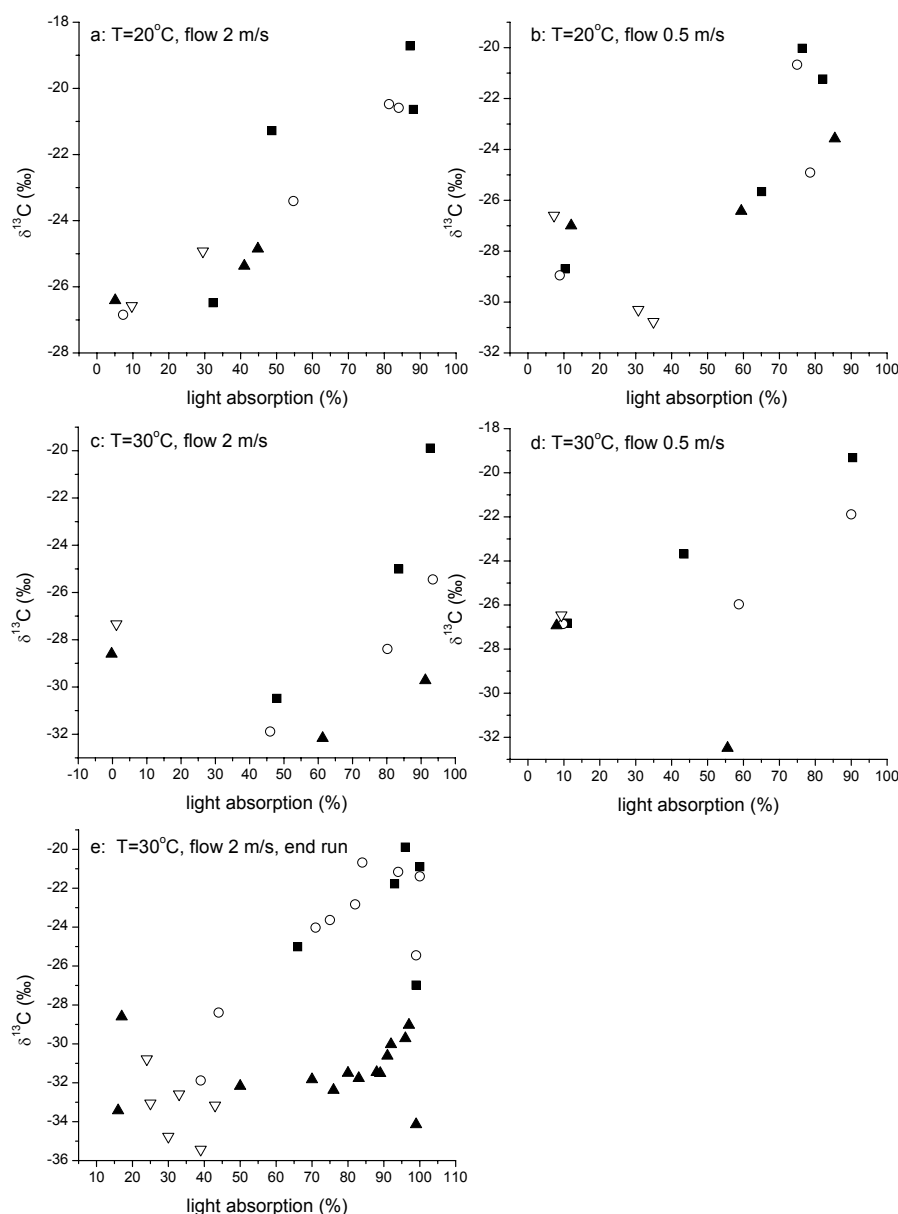 a: T=20°C, flow 2 m/s
-18
-20
-22
-24
-26
-28
δ¹³C (‰)
0 10 20 30 40 50 60 70 80 90 100
light absorption (%)
b: T=20°C, flow 0.5 m/s
-20
-22
-24
-26
-28
-30
-32
δ¹³C (‰)
0 10 20 30 40 50 60 70 80 90 100
light absorption (%)
c: T=30°C, flow 2 m/s
-20
-22
-24
-26
-28
-30
-32
δ¹³C (‰)
-10 0 10 20 30 40 50 60 70 80 90 100
light absorption (%)
d: T=30°C, flow 0.5 m/s
-18
-20
-22
-24
-26
-28
-30
-32
δ¹³C (‰)
0 10 20 30 40 50 60 70 80 90 100
light absorption (%)
e: T=30°C, flow 2 m/s, end run
-20
-22
-24
-26
-28
-30
-32
-34
-36
δ¹³C (‰)
10 20 30 40 50 60 70 80 90 100 110
light absorption (%)